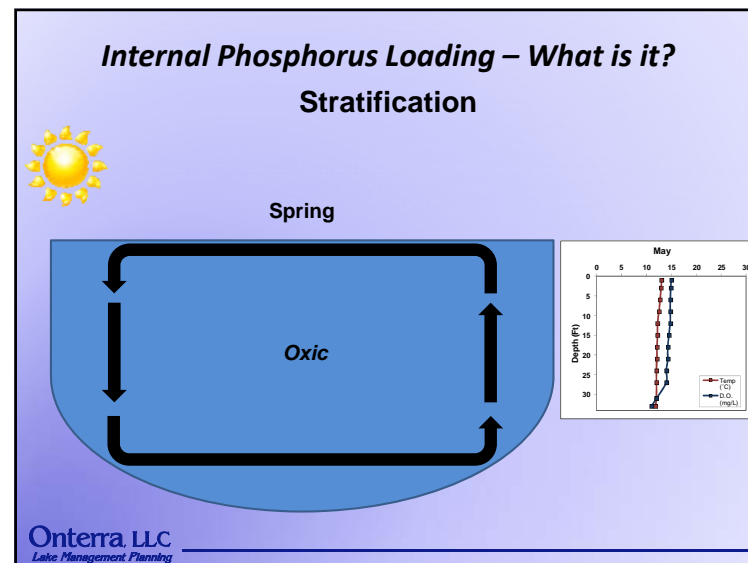 Internal Phosphorus Loading – What is it?
Stratification
Spring
Oxic
May
0 5 10 15 20 25 30
0
5
10
15
20
25
30
Depth (Ft)
Temp
(˚C)
D.O.
(mg/L)
Onterra, LLC
Lake Management Planning